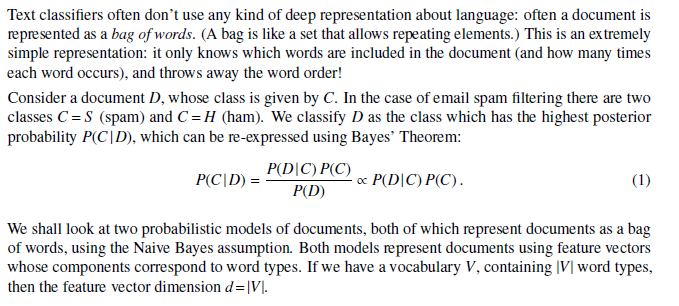 Text classifiers often don't use any kind of deep representation about language: often a document is
represented as a bag of words. (A bag is like a set that allows repeating elements.) This is an extremely
simple representation: it only knows which words are included in the document (and how many times
each word occurs), and throws away the word order!
Consider a document D, whose class is given by C. In the case of email spam filtering there are two
classes C = S (spam) and C = H (ham). We classify D as the class which has the highest posterior
probability P(C|D), which can be re-expressed using Bayes' Theorem:
P(C|D) = P(D|C) P(C) / P(D) ∝ P(D|C) P(C). (1)
We shall look at two probabilistic models of documents, both of which represent documents as a bag
of words, using the Naive Bayes assumption. Both models represent documents using feature vectors
whose components correspond to word types. If we have a vocabulary V, containing |V| word types,
then the feature vector dimension d = |V|.